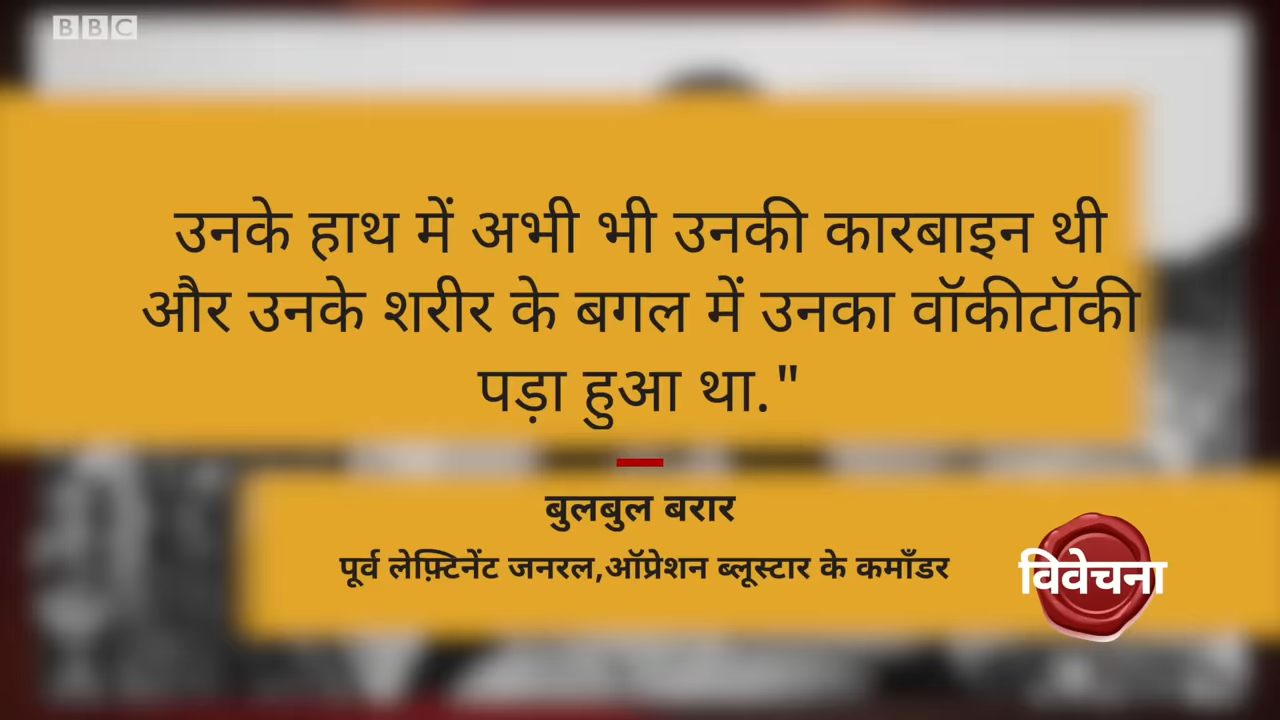 BBC
उनके हाथ में अभी भी उनकी कारबाइन थी
और उनके शरीर के बगल में उनका वॉकीटॉकी
पड़ा हुआ था."
बुलबुल बरार
पूर्व लेफ़्टिनेंट जनरल,ऑप्रेशन ब्लूस्टार के कमाँडर
विवेचना